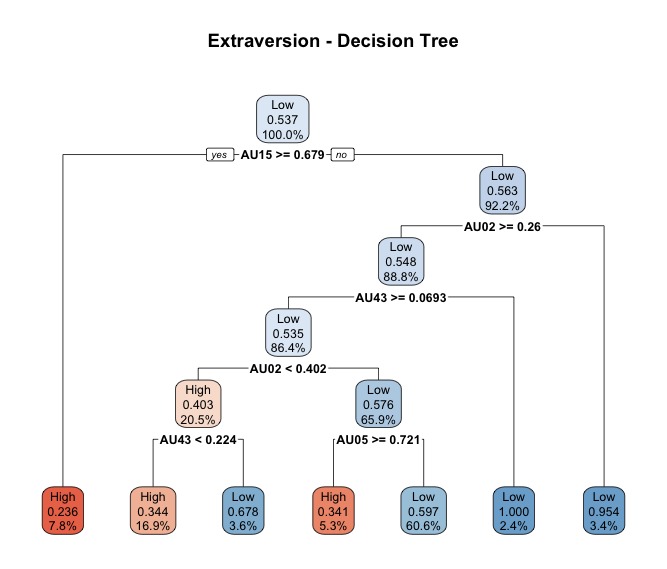 Extraversion - Decision Tree
Low
0.537
100.0%
yes AU15 >= 0.679 no
Low
0.563
92.2%
AU02 >= 0.26
Low
0.548
88.8%
AU43 >= 0.0693
Low
0.535
86.4%
AU02 < 0.402
High
0.403
20.5%
Low
0.576
65.9%
AU43 < 0.224
AU05 >= 0.721
High
0.236
7.8%
High
0.344
16.9%
Low
0.678
3.6%
High
0.341
5.3%
Low
0.597
60.6%
Low
1.000
2.4%
Low
0.954
3.4%